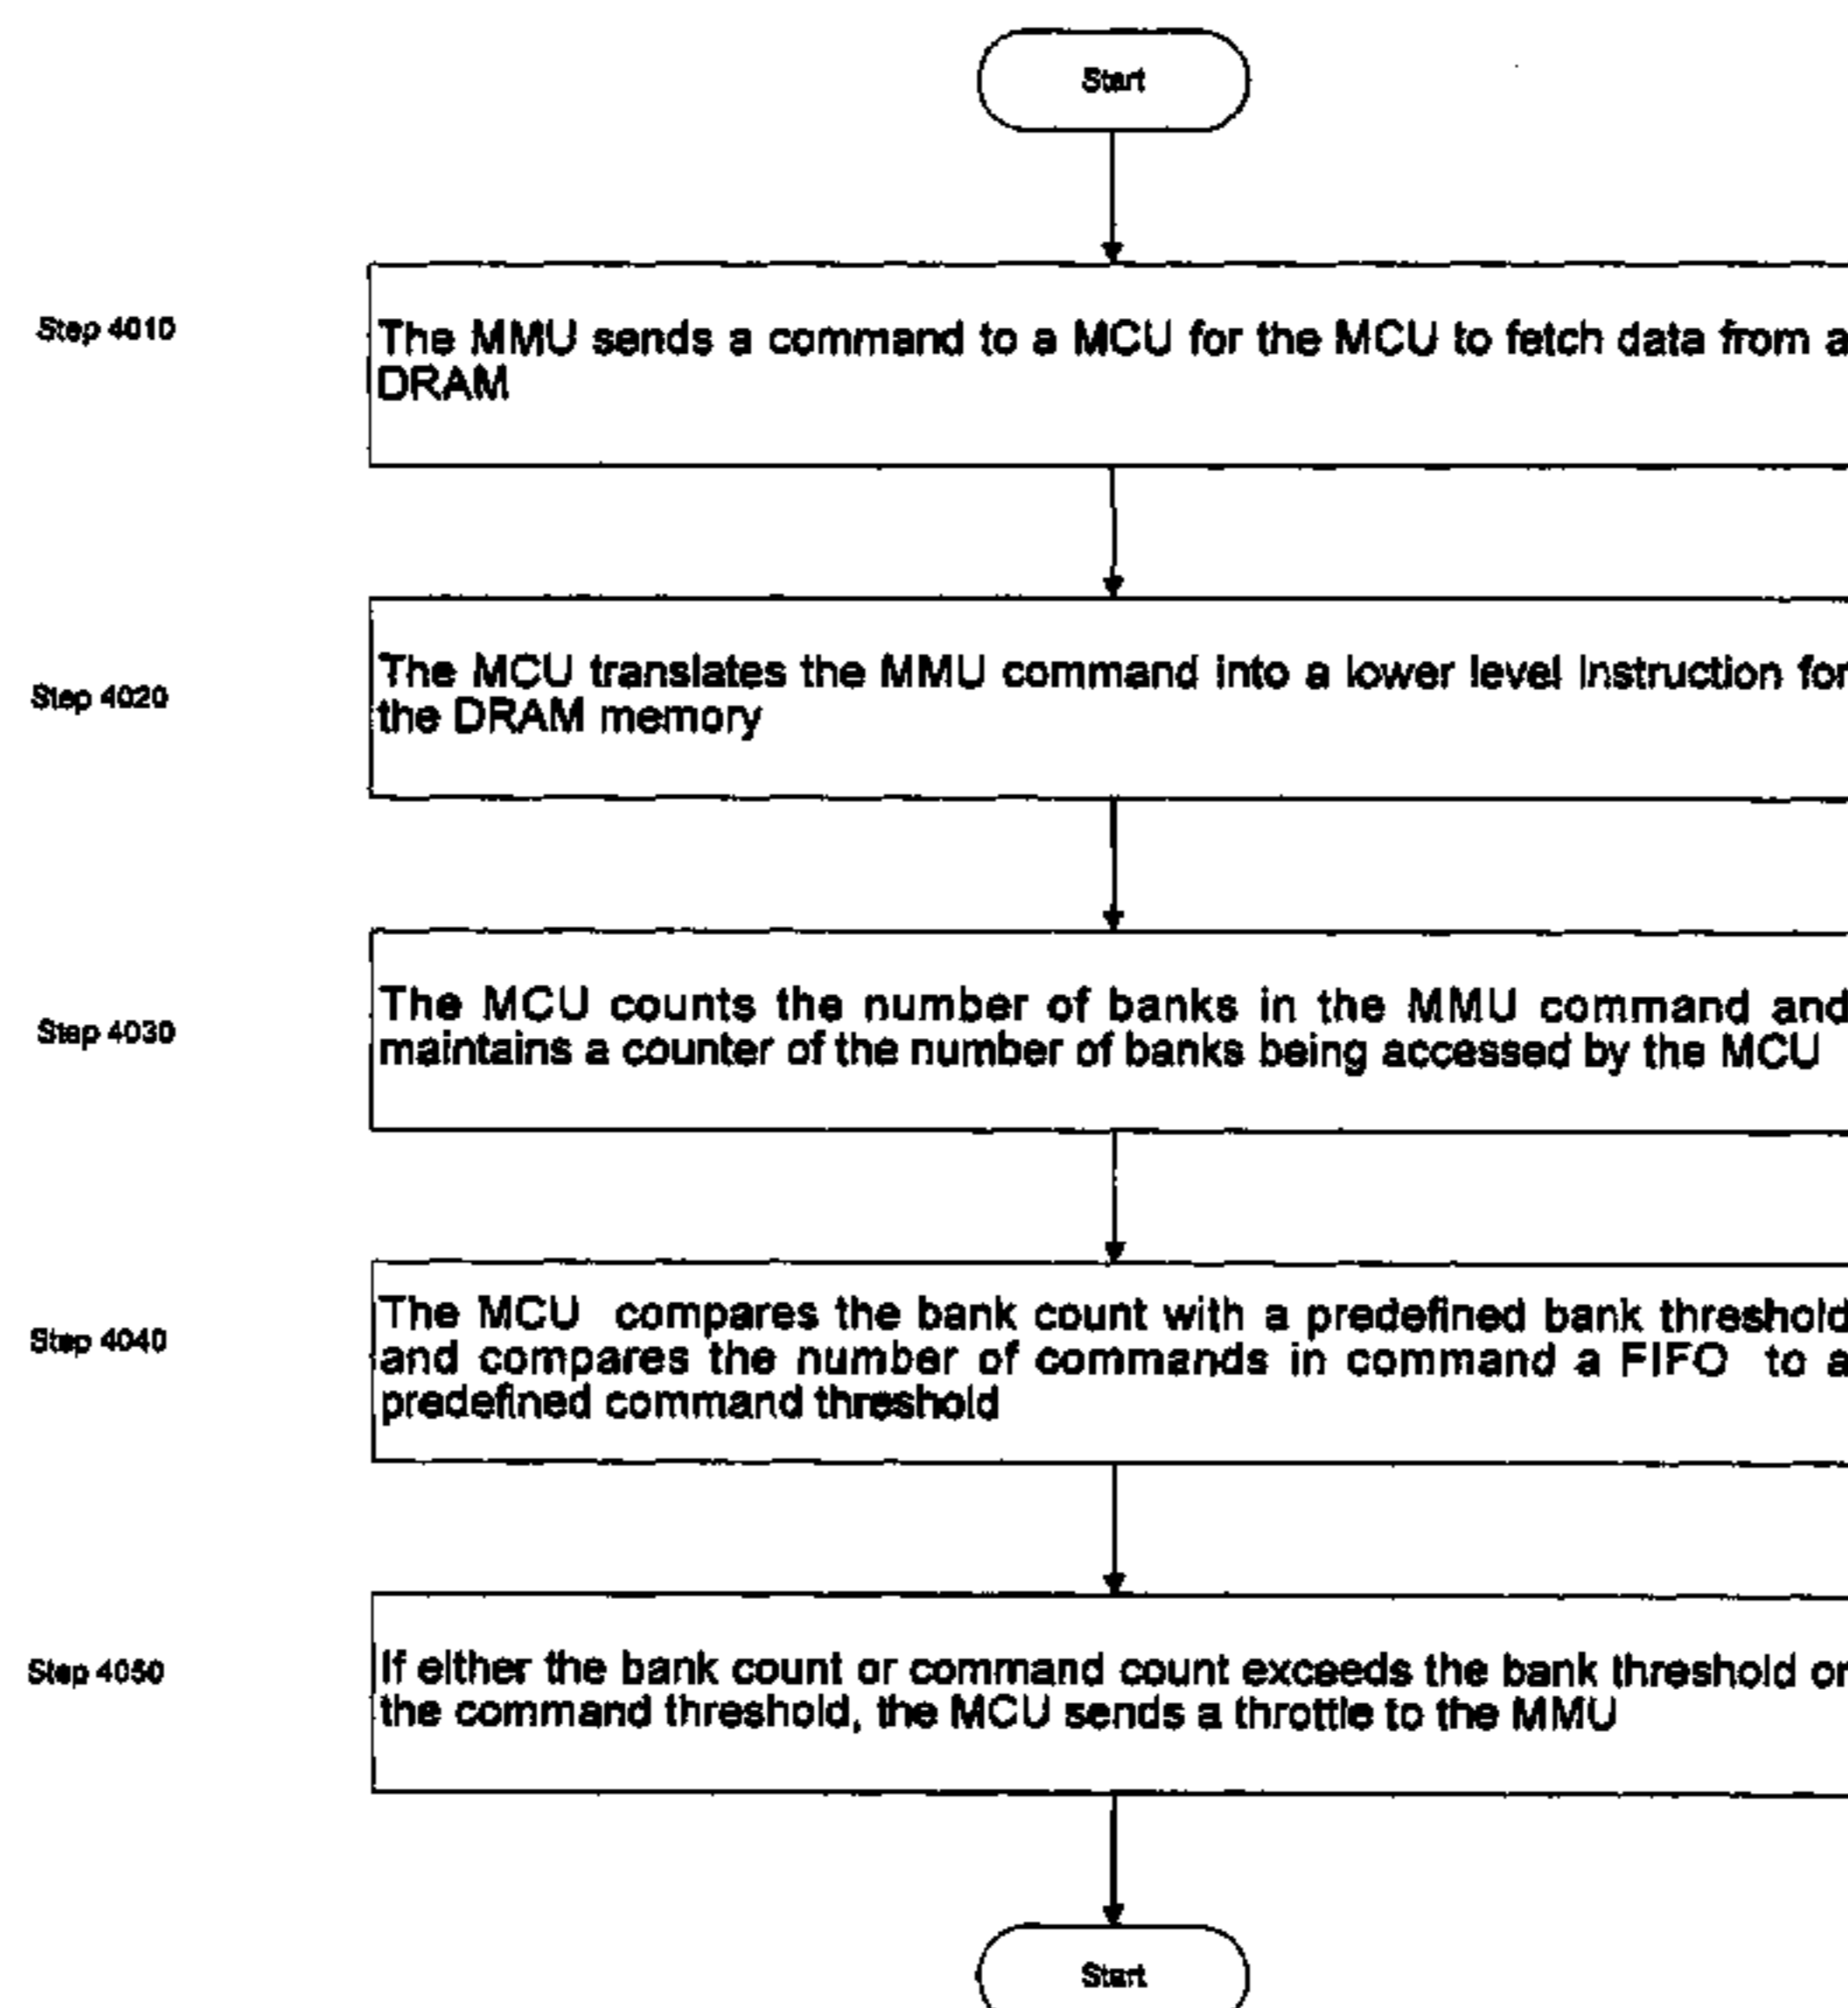 Start
Step 4010
The MMU sends a command to a MCU for the MCU to fetch data from a
DRAM
Step 4020
The MCU translates the MMU command into a lower level instruction for
the DRAM memory
Step 4030
The MCU counts the number of banks in the MMU command and
maintains a counter of the number of banks being accessed by the MCU
Step 4040
The MCU compares the bank count with a predefined bank threshold
and compares the number of commands in command a FIFO to a
predefined command threshold
Step 4050
If either the bank count or command count exceeds the bank threshold or
the command threshold, the MCU sends a throttle to the MMU
Start